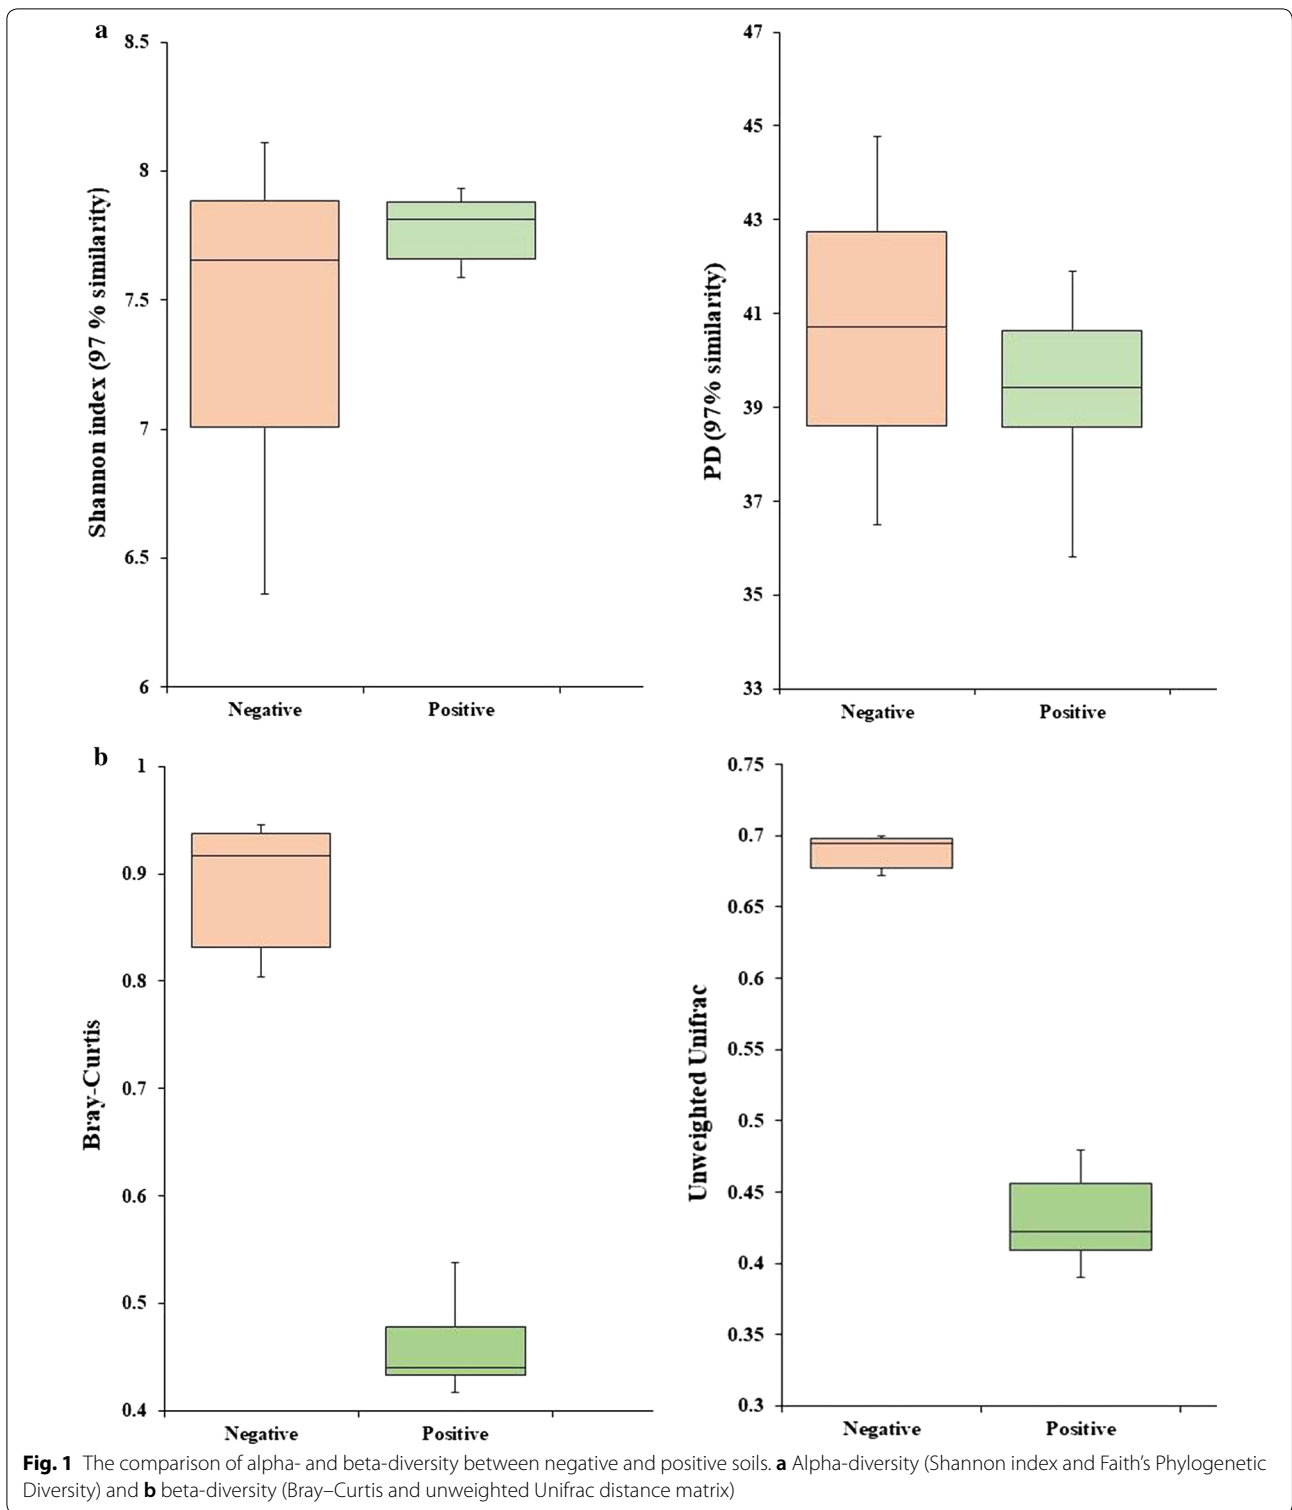 a
8.5
8
7.5
7
6.5
6
Shannon index (97 % similarity)
Negative
Positive
47
45
43
41
39
37
35
33
PD (97% similarity)
Negative
Positive
b
1
0.9
0.8
0.7
0.6
0.5
0.4
Bray-Curtis
Negative
Positive
0.75
0.7
0.65
0.6
0.55
0.5
0.45
0.4
0.35
0.3
Unweighted Unifrac
Negative
Positive
Fig. 1 The comparison of alpha- and beta-diversity between negative and positive soils. a Alpha-diversity (Shannon index and Faith's Phylogenetic
Diversity) and b beta-diversity (Bray–Curtis and unweighted Unifrac distance matrix)